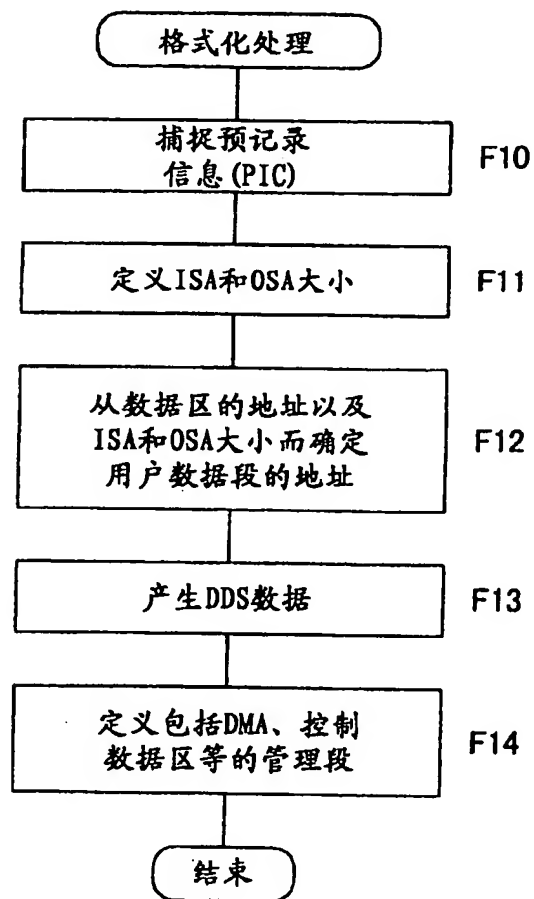 格式化处理
捕捉预记录
信息(PIC)
F10
定义ISA和OSA大小
F11
从数据区的地址以及
ISA和OSA大小而确定
用户数据段的地址
F12
产生DDS数据
F13
定义包括DMA、控制
数据区等的管理段
F14
结束